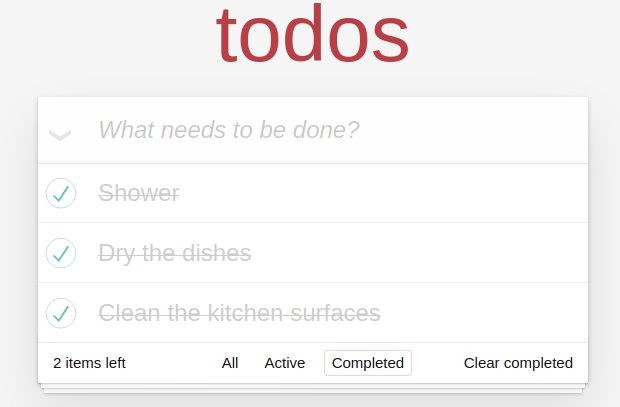 todos
What needs to be done?
Shower
Dry the dishes
Clean the kitchen surfaces
2 items left All Active Completed Clear completed